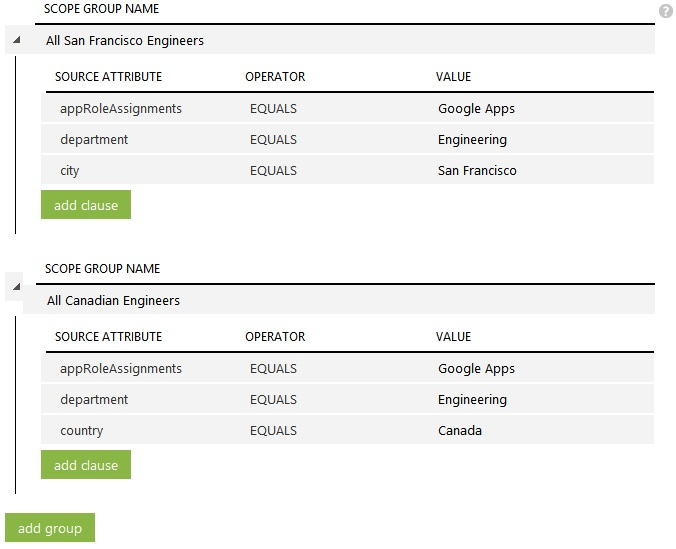 SCOPE GROUP NAME
?
All San Francisco Engineers
SOURCE ATTRIBUTE OPERATOR VALUE
appRoleAssignments EQUALS Google Apps
department EQUALS Engineering
city EQUALS San Francisco
add clause
SCOPE GROUP NAME
All Canadian Engineers
SOURCE ATTRIBUTE OPERATOR VALUE
appRoleAssignments EQUALS Google Apps
department EQUALS Engineering
country EQUALS Canada
add clause
add group